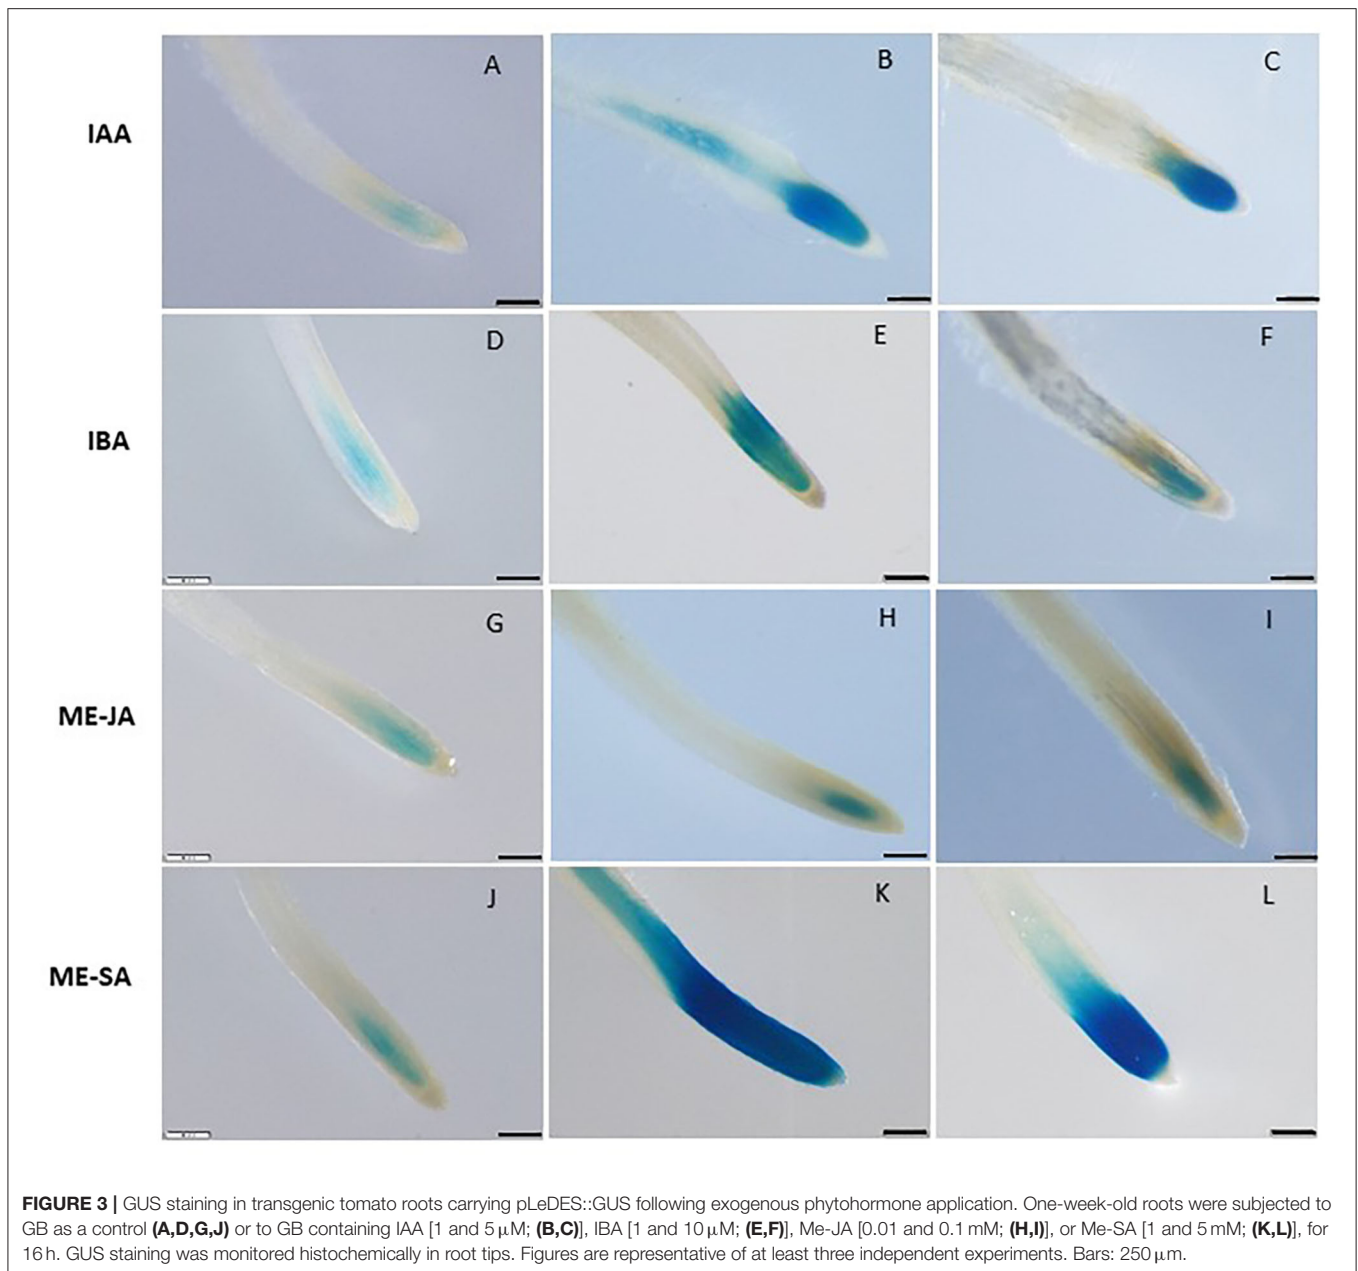 A
B
C
IAA
D
E
F
IBA
G
H
I
ME-JA
J
K
L
ME-SA
FIGURE 3 | GUS staining in transgenic tomato roots carrying pLeDES::GUS following exogenous phytohormone application. One-week-old roots were subjected to
GB as a control (A,D,G,J) or to GB containing IAA [1 and 5 μM; (B,C)], IBA [1 and 10 μM; (E,F)], Me-JA [0.01 and 0.1 mM; (H,I)], or Me-SA [1 and 5 mM; (K,L)], for
16 h. GUS staining was monitored histochemically in root tips. Figures are representative of at least three independent experiments. Bars: 250 μm.